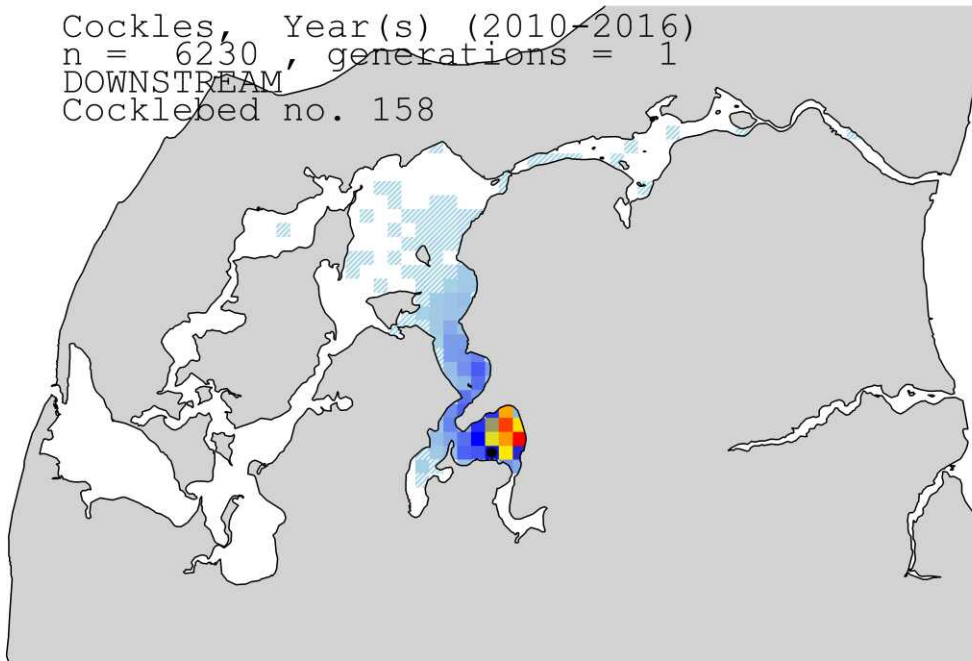 Cockles, Year(s) (2010-2016)
n = 6230 , generations = 1
DOWNSTREAM
Cocklebed no. 158